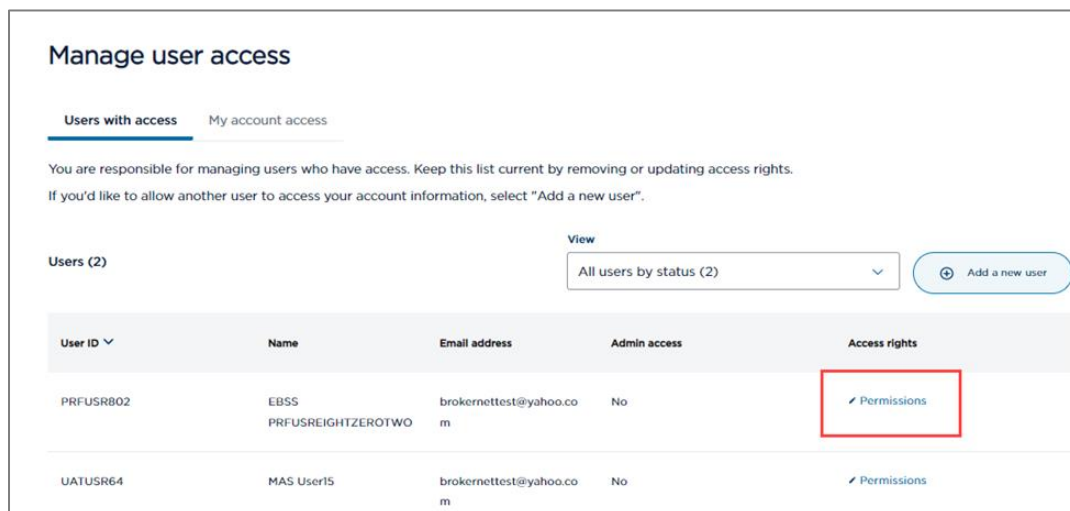 Manage user access
Users with access My account access
You are responsible for managing users who have access. Keep this list current by removing or updating access rights.
If you'd like to allow another user to access your account information, select "Add a new user".
View
Users (2) All users by status (2) Add a new user
User ID Name Email address Admin access Access rights
PRFUSR802 EBSS brokernettest@yahoo.co No Permissions
PRFUSREIGHTZEROTWO m
UATUSR64 MAS User15 brokernettest@yahoo.co No Permissions
m